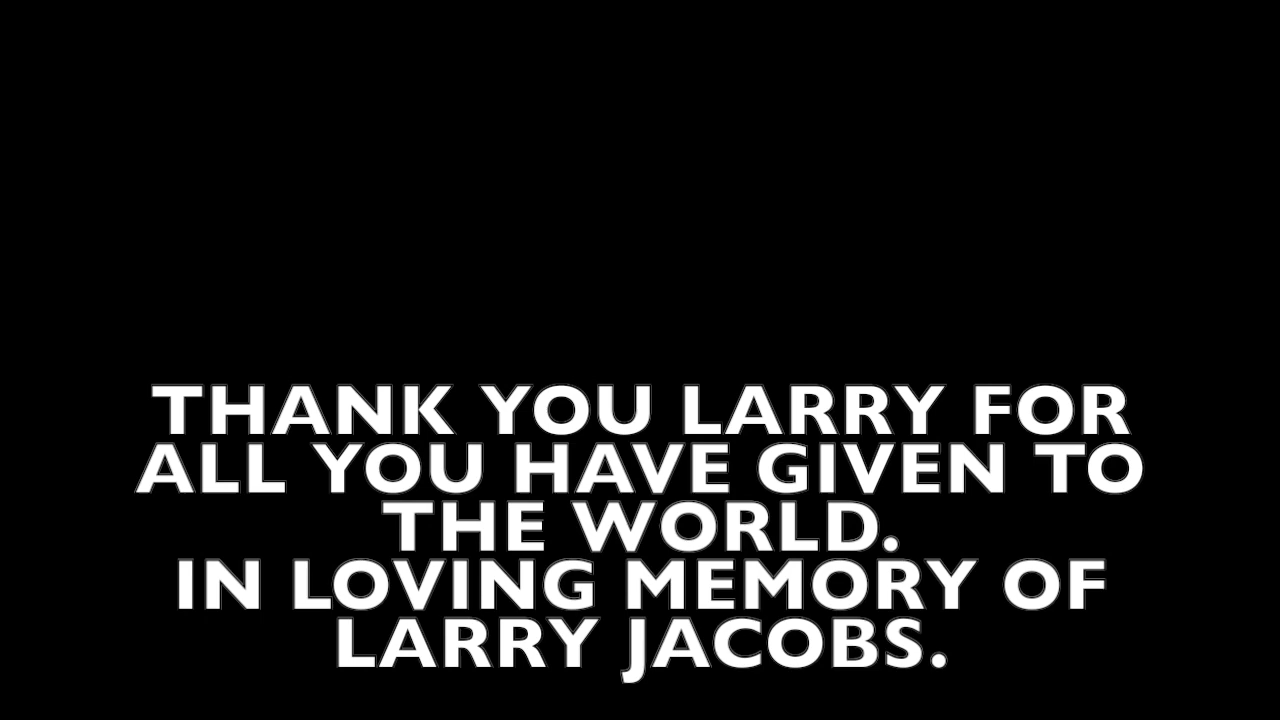 THANK YOU LARRY FOR
ALL YOU HAVE GIVEN TO
THE WORLD.
IN LOVING MEMORY OF
LARRY JACOBS.